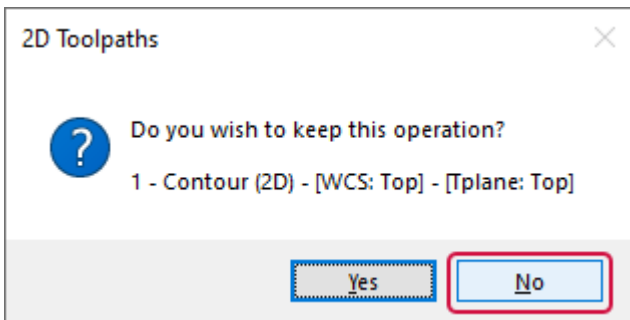 2D Toolpaths
Do you wish to keep this operation?
1 - Contour (2D) - [WCS: Top] - [Tplane: Top]
Yes No